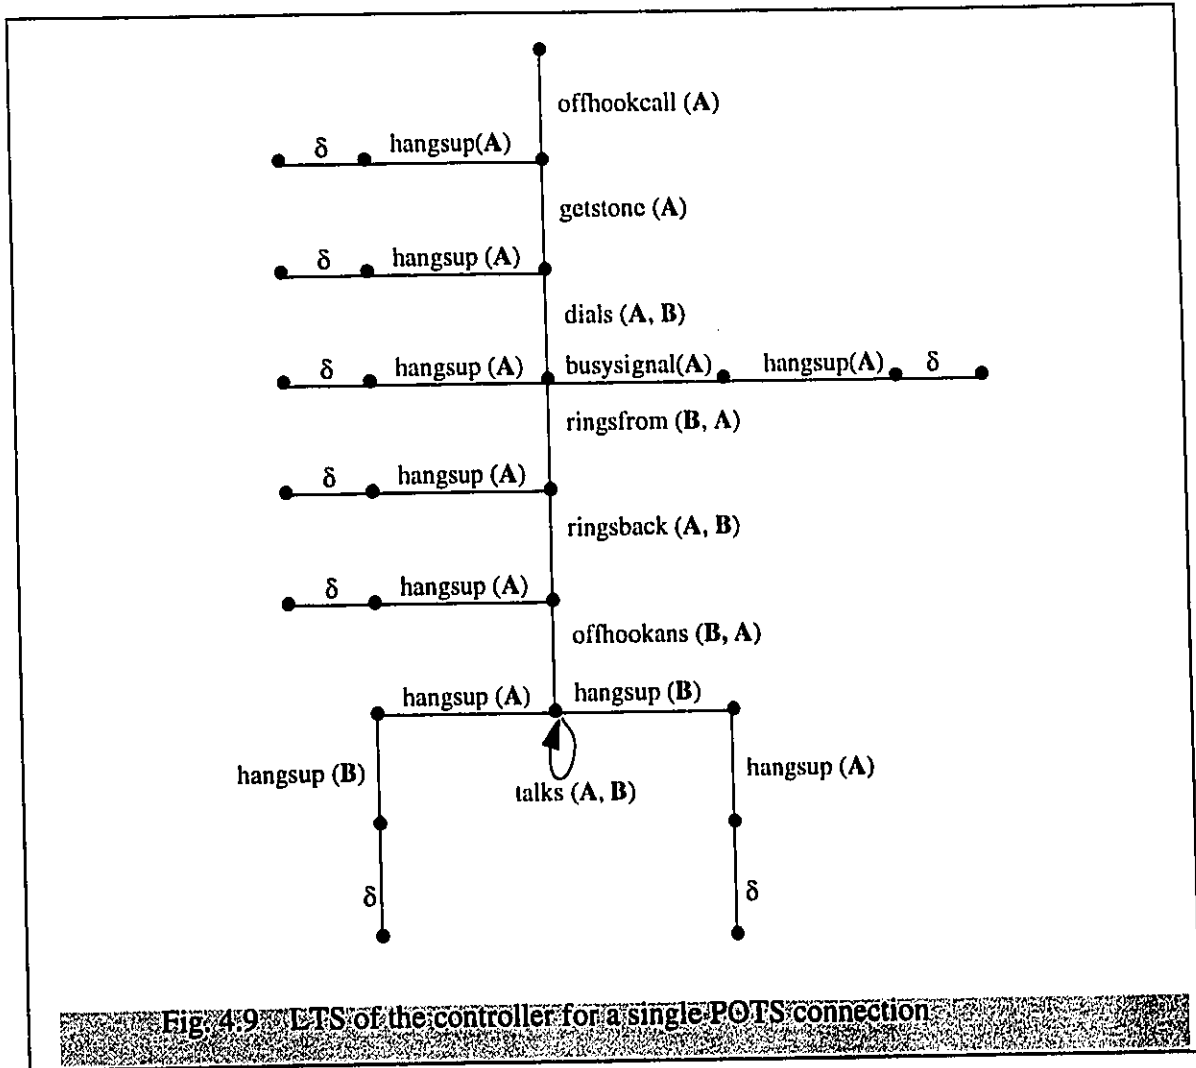 offhookcall (A)
δ hangsup(A)
getstone (A)
δ hangsup (A)
dials (A, B)
δ hangsup (A) busysignal(A) hangsup(A) δ
ringsfrom (B, A)
δ hangsup (A)
ringsback (A, B)
δ hangsup (A)
offhookans (B, A)
hangsup (A) hangsup (B)
hangsup (B) hangsup (A)
talks (A, B)
δ δ
Fig. 4.9 LTS of the controller for a single POTS connection